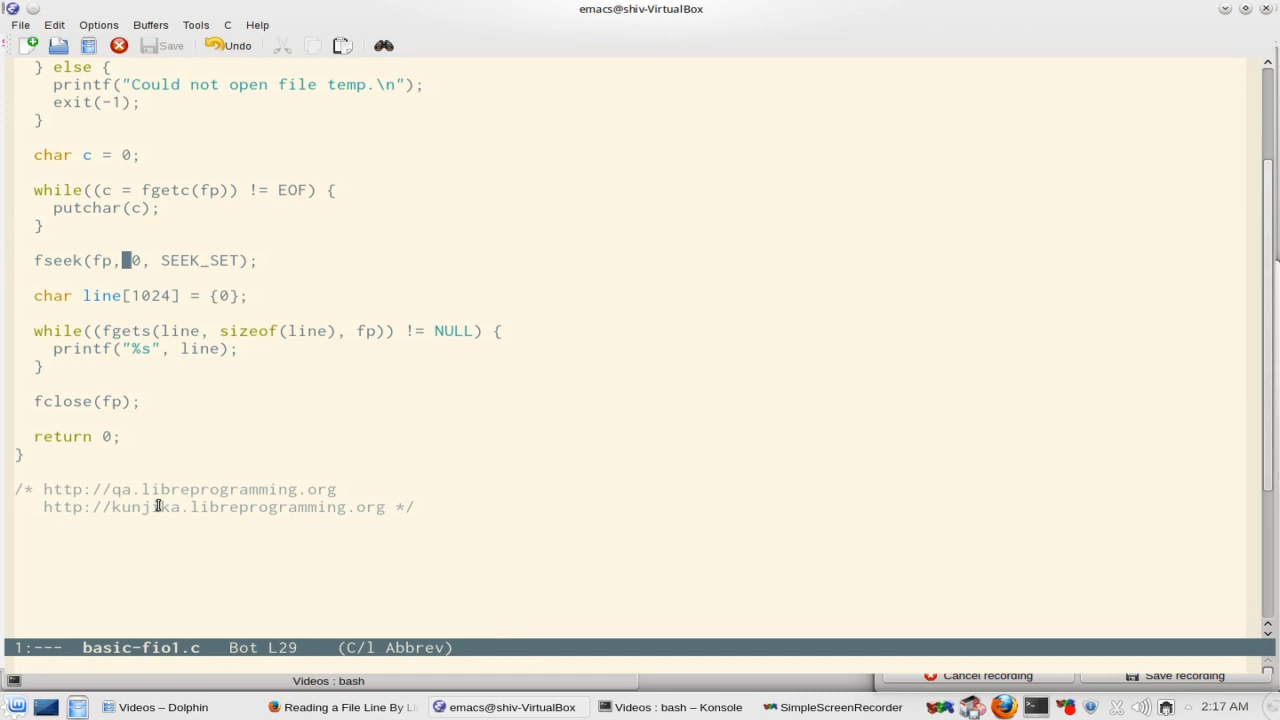 emacs@shiv-VirtualBox
File Edit Options Buffers Tools C Help
Save Undo
} else {
printf("Could not open file temp.\n");
exit(-1);
}
char c = 0;
while((c = fgetc(fp)) != EOF) {
putchar(c);
}
fseek(fp, 0, SEEK_SET);
char line[1024] = {0};
while((fgets(line, sizeof(line), fp)) != NULL) {
printf("%s", line);
}
fclose(fp);
return 0;
}
/* http://qa.libreprogramming.org
http://kunjika.libreprogramming.org */
1:--- basic-fio1.c Bot L29 (C/l Abbrev)
Videos : bash Cancel recording Save recording
Videos – Dolphin Reading a File Line By Li emacs@shiv-VirtualBox Videos : bash – Konsole SimpleScreenRecorder 2:17 AM